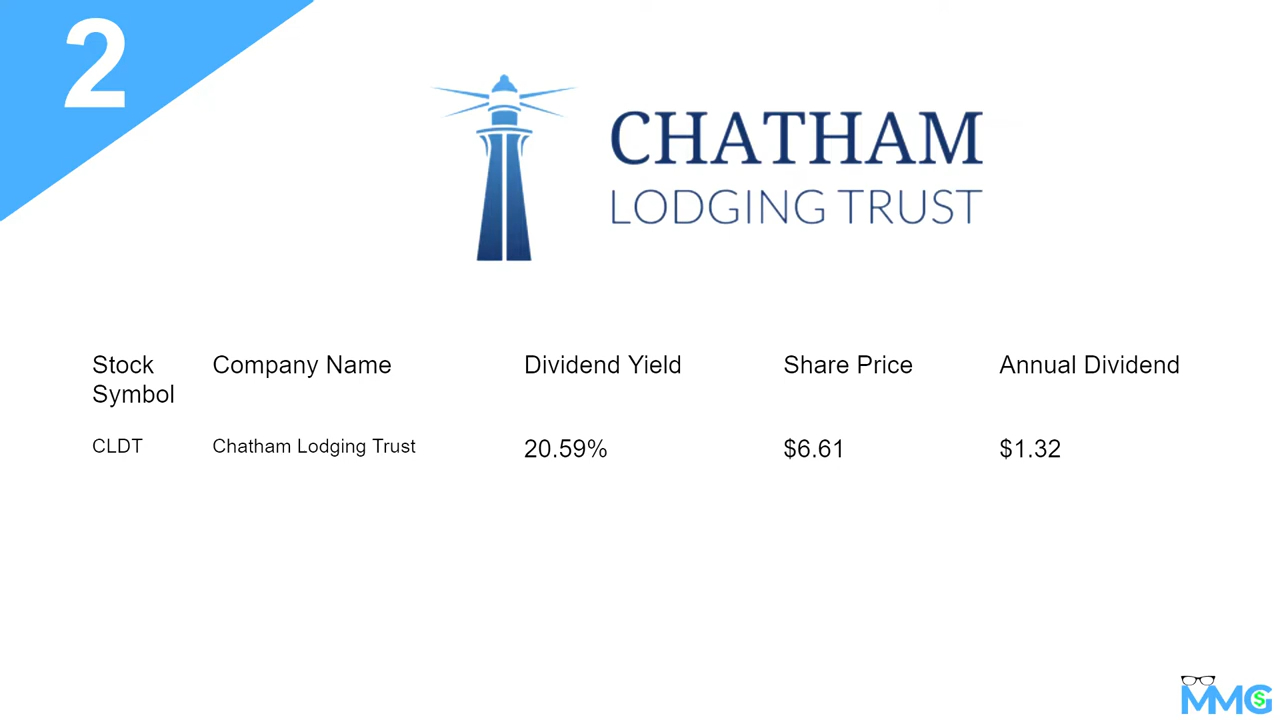 2
CHATHAM
LODGING TRUST
Stock Symbol Company Name Dividend Yield Share Price Annual Dividend
CLDT Chatham Lodging Trust 20.59% $6.61 $1.32
MMG
$